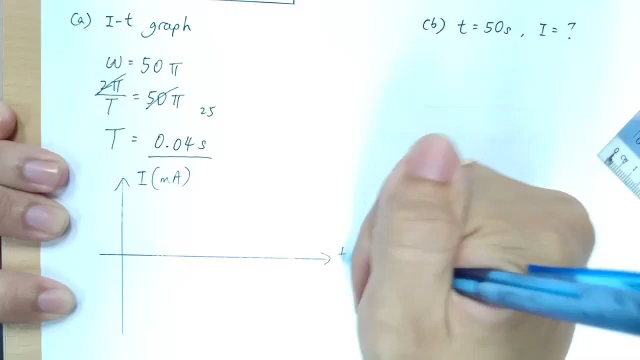 (a) I-t graph
ω = 50π
2π/T = 50π 25
T = 0.04s
I(mA)
t
(b) t = 50s, I = ?